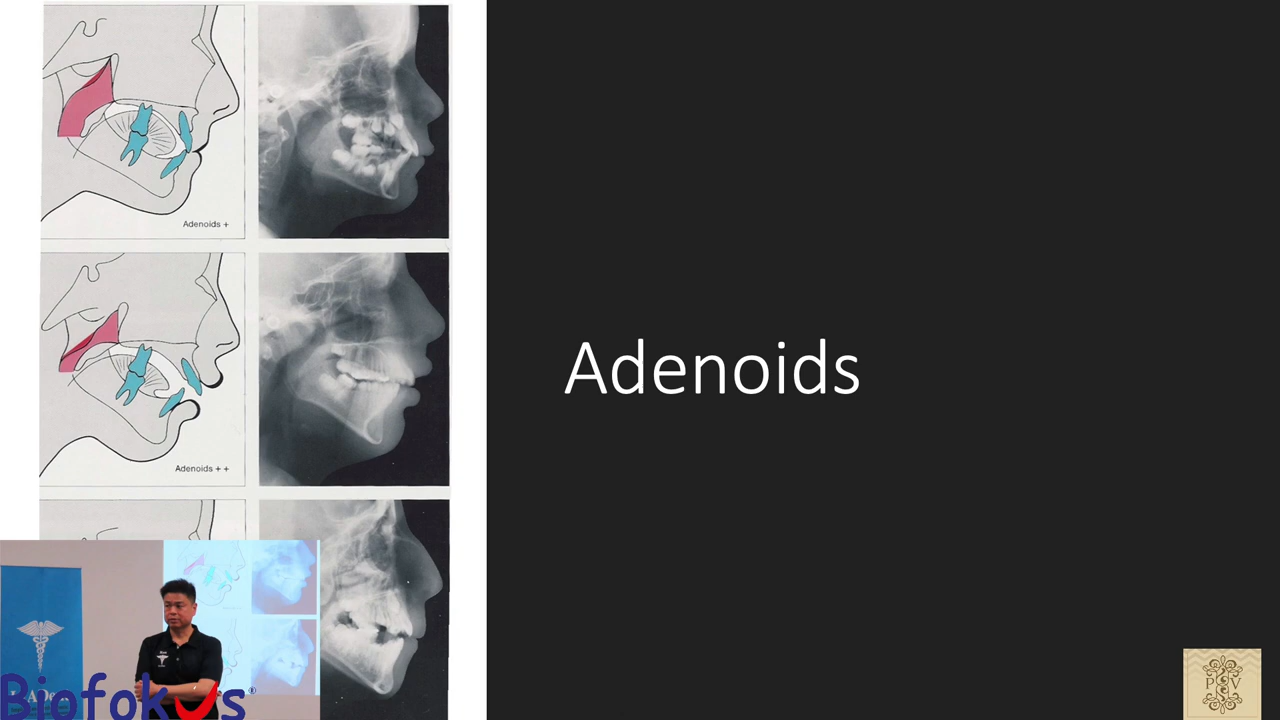 Adenoids +
Adenoids + +
Adenoids
Biofokus®
P V